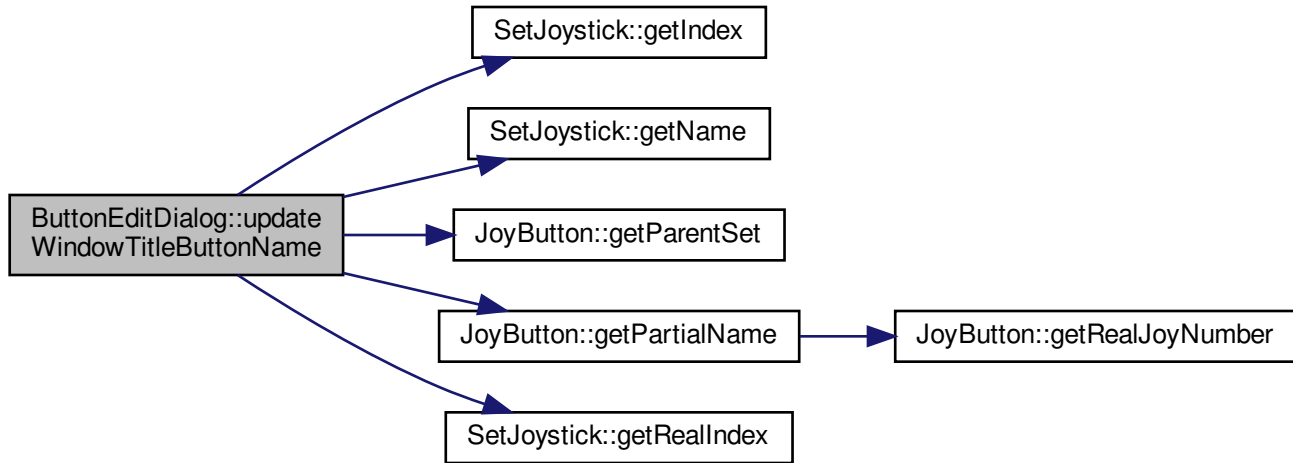 SetJoystick::getIndex
SetJoystick::getName
ButtonEditDialog::update
WindowTitleButtonName
JoyButton::getParentSet
JoyButton::getPartialName
JoyButton::getRealJoyNumber
SetJoystick::getRealIndex